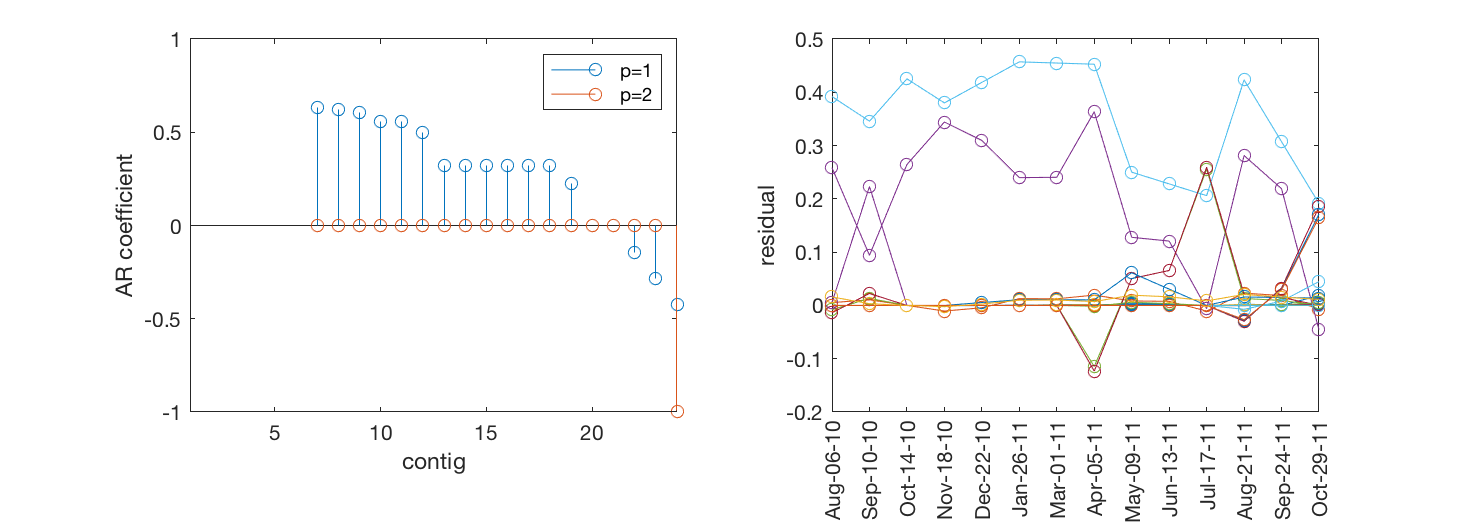 1
0.5
0
-0.5
-1
AR coefficient
5
10
15
20
contig
p=1
p=2
0.5
0.4
0.3
0.2
0.1
0
-0.1
-0.2
residual
Aug-06-10
Sep-10-10
Oct-14-10
Nov-18-10
Dec-22-10
Jan-26-11
Mar-01-11
Apr-05-11
May-09-11
Jun-13-11
Jul-17-11
Aug-21-11
Sep-24-11
Oct-29-11